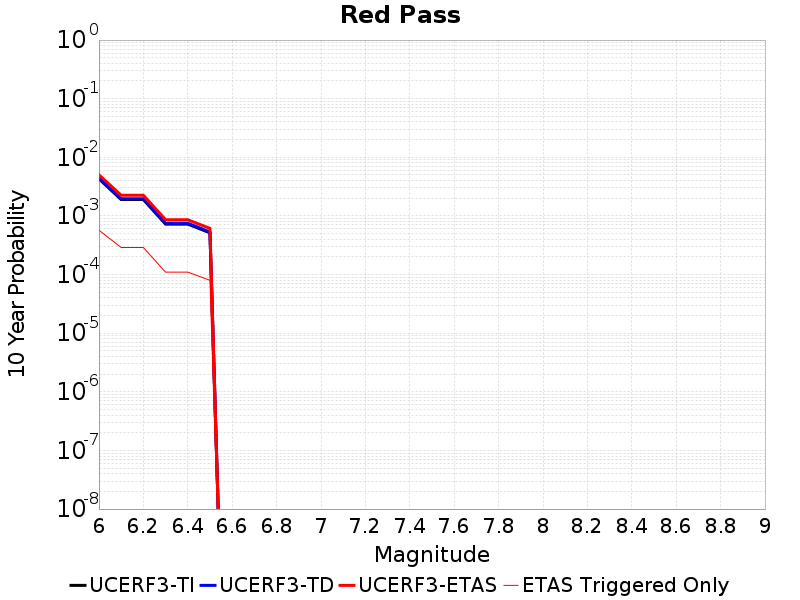 Red Pass
10 Year Probability
10^0
10^-1
10^-2
10^-3
10^-4
10^-5
10^-6
10^-7
10^-8
6 6.2 6.4 6.6 6.8 7 7.2 7.4 7.6 7.8 8 8.2 8.4 8.6 8.8 9
Magnitude
UCERF3-TI UCERF3-TD UCERF3-ETAS ETAS Triggered Only